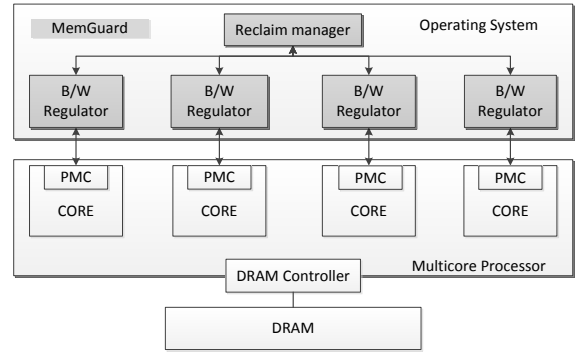 MemGuard
Reclaim manager
Operating System
B/W
Regulator
B/W
Regulator
B/W
Regulator
B/W
Regulator
PMC
CORE
PMC
CORE
PMC
CORE
PMC
CORE
DRAM Controller
Multicore Processor
DRAM